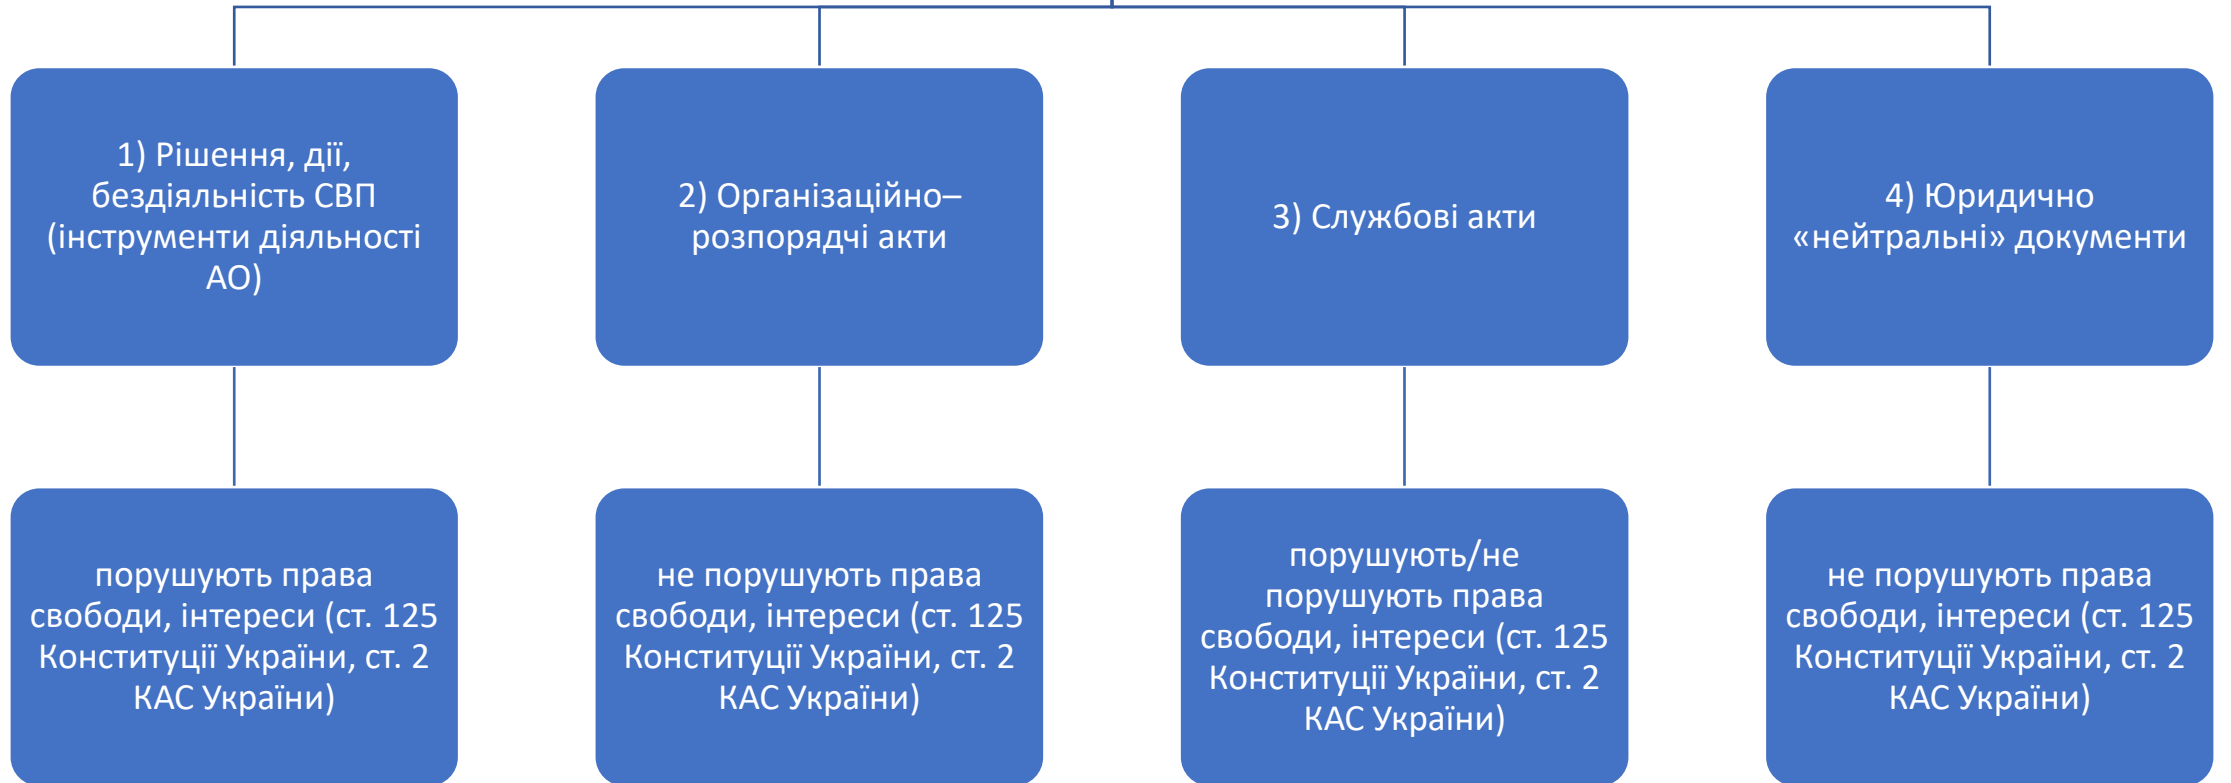 1) Рішення, дії,
бездіяльність СВП
(інструменти діяльності
АО)
2) Організаційно–
розпорядчі акти
3) Службові акти
4) Юридично
«нейтральні» документи
порушують права
свободи, інтереси (ст. 125
Конституції України, ст. 2
КАС України)
не порушують права
свободи, інтереси (ст. 125
Конституції України, ст. 2
КАС України)
порушують/не
порушують права
свободи, інтереси (ст. 125
Конституції України, ст. 2
КАС України)
не порушують права
свободи, інтереси (ст. 125
Конституції України, ст. 2
КАС України)